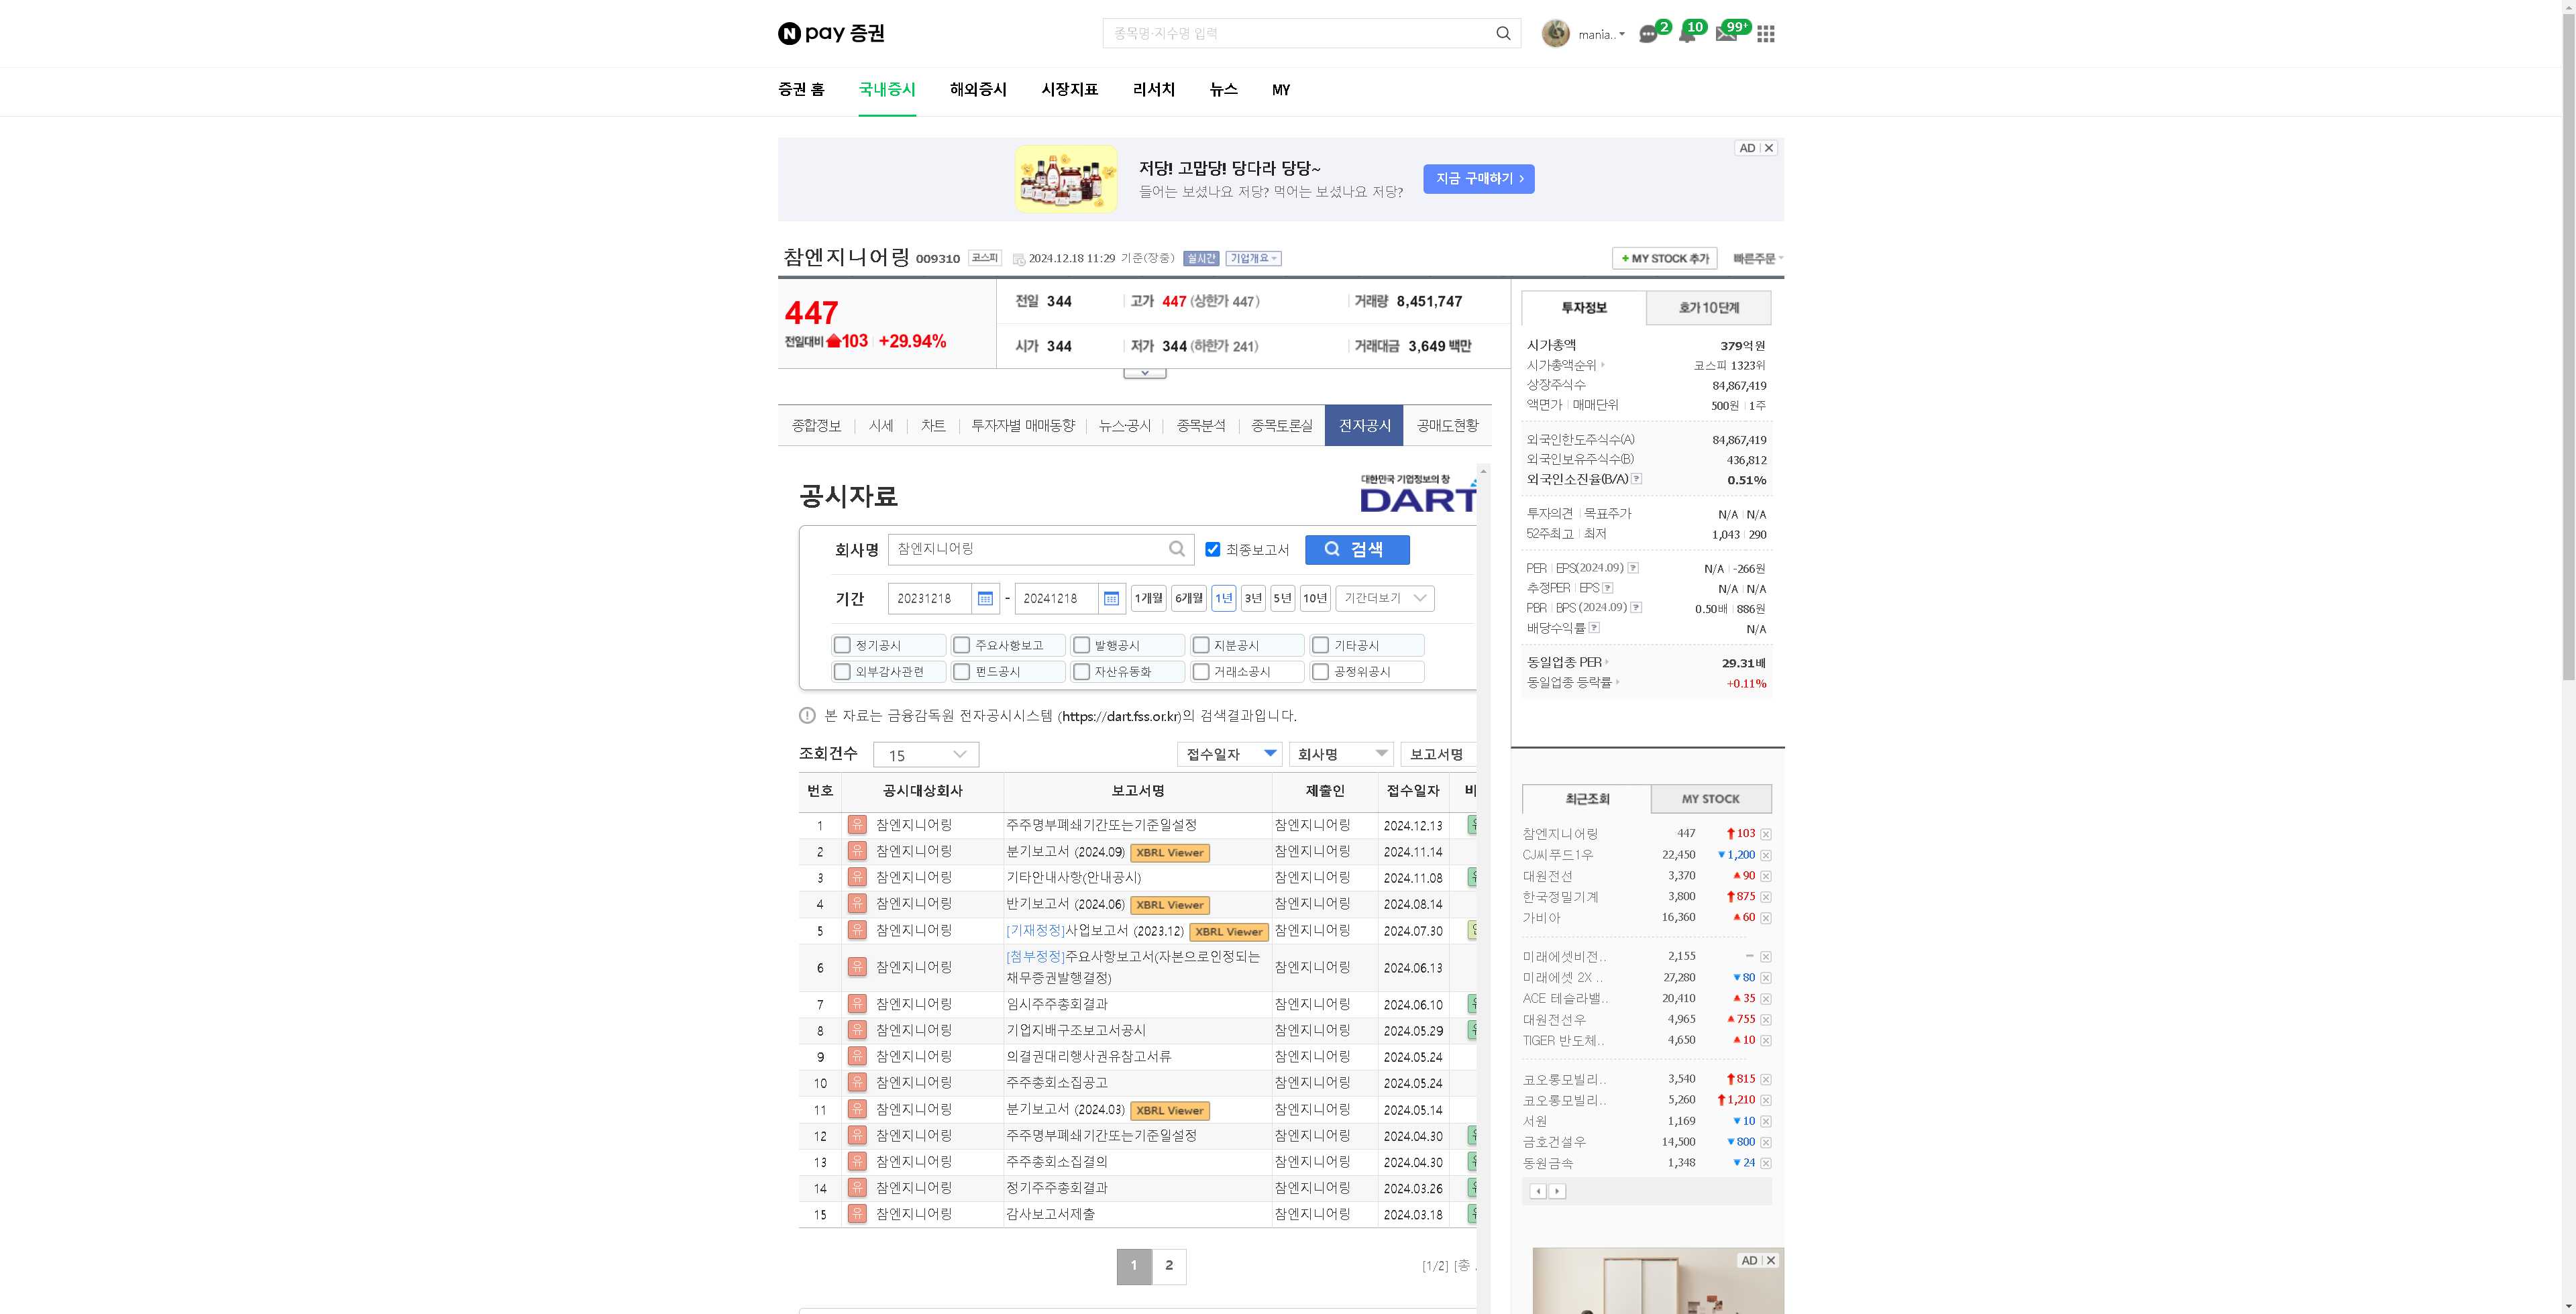 N pay 증권
종목명·지수명 입력
mania..
2
10
99+
증권 홈 국내증시 해외증시 시장지표 리서치 뉴스 MY
저당! 고맙당! 당다라 당당~
들어는 보셨나요 저당? 먹어는 보셨나요 저당?
지금 구매하기
AD
참엔지니어링 009310 코스피 2024.12.18 11:29 기준(장중) 실시간 기업개요
+ MY STOCK 추가 빠른주문
447
전일대비 103 +29.94%
전일 344 고가 447 (상한가 447) 거래량 8,451,747
시가 344 저가 344 (하한가 241) 거래대금 3,649 백만
종합정보 시세 차트 투자자별 매매동향 뉴스·공시 종목분석 종목토론실 전자공시 공매도현황
공시자료
대한민국 기업정보의 창
DART
회사명 참엔지니어링 최종보고서 검색
기간 20231218 - 20241218 1개월 6개월 1년 3년 5년 10년 기간더보기
정기공시 주요사항보고 발행공시 지분공시 기타공시
외부감사관련 펀드공시 자산유동화 거래소공시 공정위공시
본 자료는 금융감독원 전자공시시스템 (https://dart.fss.or.kr)의 검색결과입니다.
조회건수 15 접수일자 회사명 보고서명
번호 공시대상회사 보고서명 제출인 접수일자
1 유 참엔지니어링 주주명부폐쇄기간또는기준일설정 참엔지니어링 2024.12.13
2 유 참엔지니어링 분기보고서 (2024.09) XBRL Viewer 참엔지니어링 2024.11.14
3 유 참엔지니어링 기타안내사항(안내공시) 참엔지니어링 2024.11.08
4 유 참엔지니어링 반기보고서 (2024.06) XBRL Viewer 참엔지니어링 2024.08.14
5 유 참엔지니어링 [기재정정]사업보고서 (2023.12) XBRL Viewer 참엔지니어링 2024.07.30
6 유 참엔지니어링 [첨부정정]주요사항보고서(자본으로인정되는 참엔지니어링 2024.06.13
채무증권발행결정)
7 유 참엔지니어링 임시주주총회결과 참엔지니어링 2024.06.10
8 유 참엔지니어링 기업지배구조보고서공시 참엔지니어링 2024.05.29
9 유 참엔지니어링 의결권대리행사권유참고서류 참엔지니어링 2024.05.24
10 유 참엔지니어링 주주총회소집공고 참엔지니어링 2024.05.24
11 유 참엔지니어링 분기보고서 (2024.03) XBRL Viewer 참엔지니어링 2024.05.14
12 유 참엔지니어링 주주명부폐쇄기간또는기준일설정 참엔지니어링 2024.04.30
13 유 참엔지니어링 주주총회소집결의 참엔지니어링 2024.04.30
14 유 참엔지니어링 정기주주총회결과 참엔지니어링 2024.03.26
15 유 참엔지니어링 감사보고서제출 참엔지니어링 2024.03.18
1 2
[1/2] [총
투자정보 호가 10단계
시가총액 379억원
시가총액순위 코스피 1323위
상장주식수 84,867,419
액면가 매매단위 500원 1주
외국인한도주식수(A) 84,867,419
외국인보유주식수(B) 436,812
외국인소진율(B/A) 0.51%
투자의견 목표주가 N/A N/A
52주최고 최저 1,043 290
PER EPS(2024.09) N/A -266원
추정PER EPS N/A N/A
PBR BPS (2024.09) 0.50배 886원
배당수익률 N/A
동일업종 PER 29.31배
동일업종 등락률 +0.11%
최근조회 MY STOCK
참엔지니어링 447 103
CJ씨푸드1우 22,450 1,200
대원전선 3,370 90
한국정밀기계 3,800 875
가비아 16,360 60
미래에셋비전.. 2,155 -
미래에셋 2X .. 27,280 80
ACE 테슬라밸.. 20,410 35
대원전선우 4,965 755
TIGER 반도체.. 4,650 10
코오롱모빌리.. 3,540 815
코오롱모빌리.. 5,260 1,210
서원 1,169 10
금호건설우 14,500 800
동원금속 1,348 24
AD